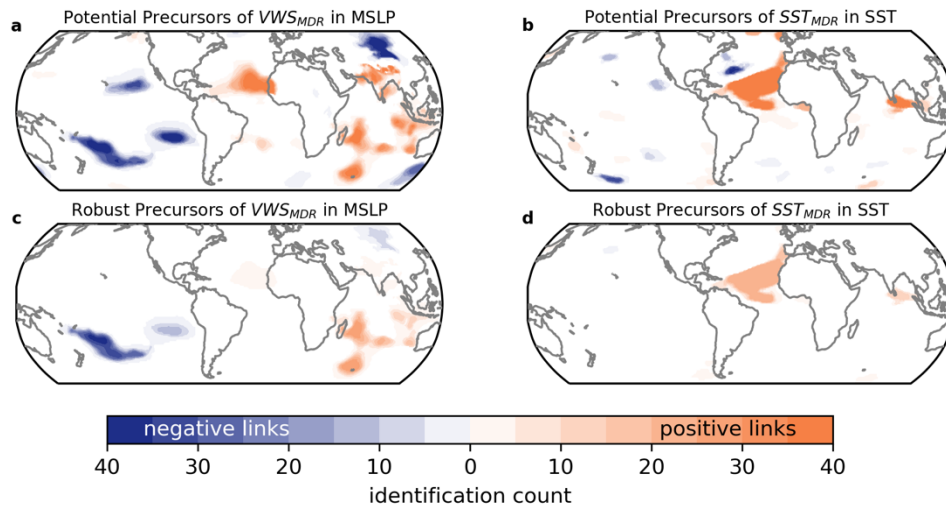 a
Potential Precursors of VWS_MDR in MSLP
b
Potential Precursors of SST_MDR in SST
c
Robust Precursors of VWS_MDR in MSLP
d
Robust Precursors of SST_MDR in SST
negative links
positive links
40 30 20 10 0 10 20 30 40
identification count